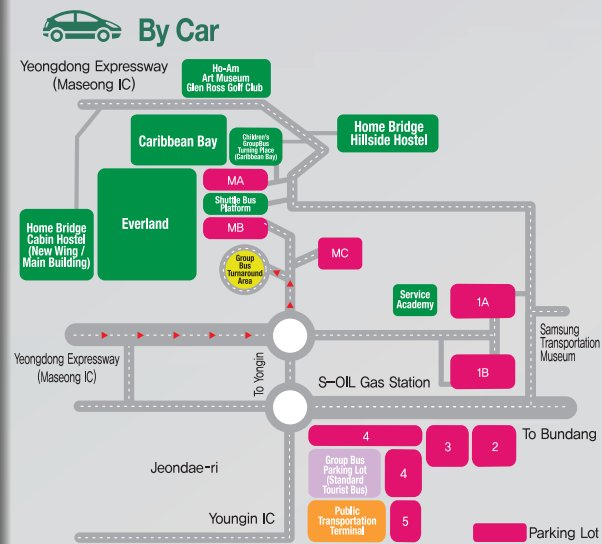 By Car
Yeongdong Expressway
(Maseong IC)
Ho-Am
Art Museum
Glen Ross Golf Club
Caribbean Bay
Children's
GroupBus
Turning Place
(Caribbean Bay)
Home Bridge
Hillside Hostel
MA
Everland
Shuttle Bus
Platform
MB
Home Bridge
Cabin Hostel
(New Wing /
Main Building)
Group
Bus
Turnaround
Area
MC
Service
Academy
1A
Samsung
Transportation
Museum
Yeongdong Expressway
(Maseong IC)
To Yongin
1B
S-OIL Gas Station
To Bundang
4
3
2
Jeondae-ri
Group Bus
Parking Lot
(Standard
Tourist Bus)
4
Youngin IC
Public
Transportation
Terminal
5
Parking Lot